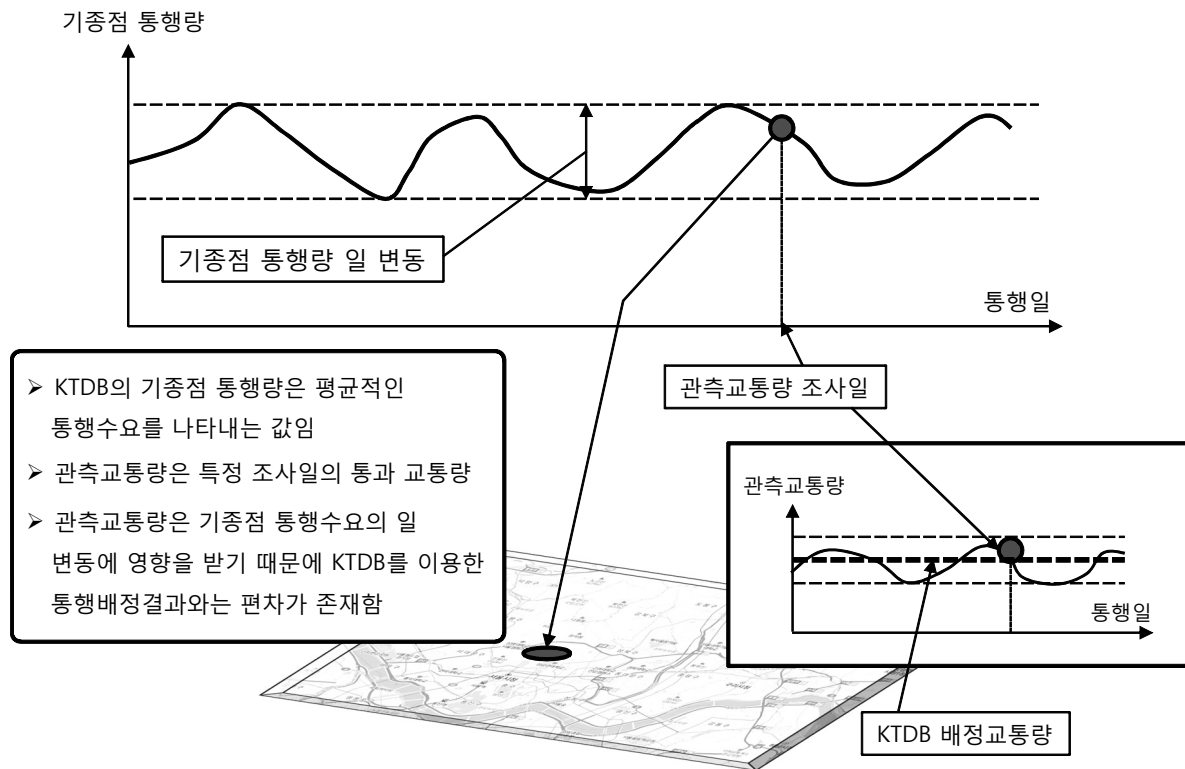 기종점 통행량
기종점 통행량 일 변동
통행일
➢ KTDB의 기종점 통행량은 평균적인
통행수요를 나타내는 값임
➢ 관측교통량은 특정 조사일의 통과 교통량
➢ 관측교통량은 기종점 통행수요의 일
변동에 영향을 받기 때문에 KTDB를 이용한
통행배정결과와는 편차가 존재함
관측교통량 조사일
관측교통량
통행일
KTDB 배정교통량